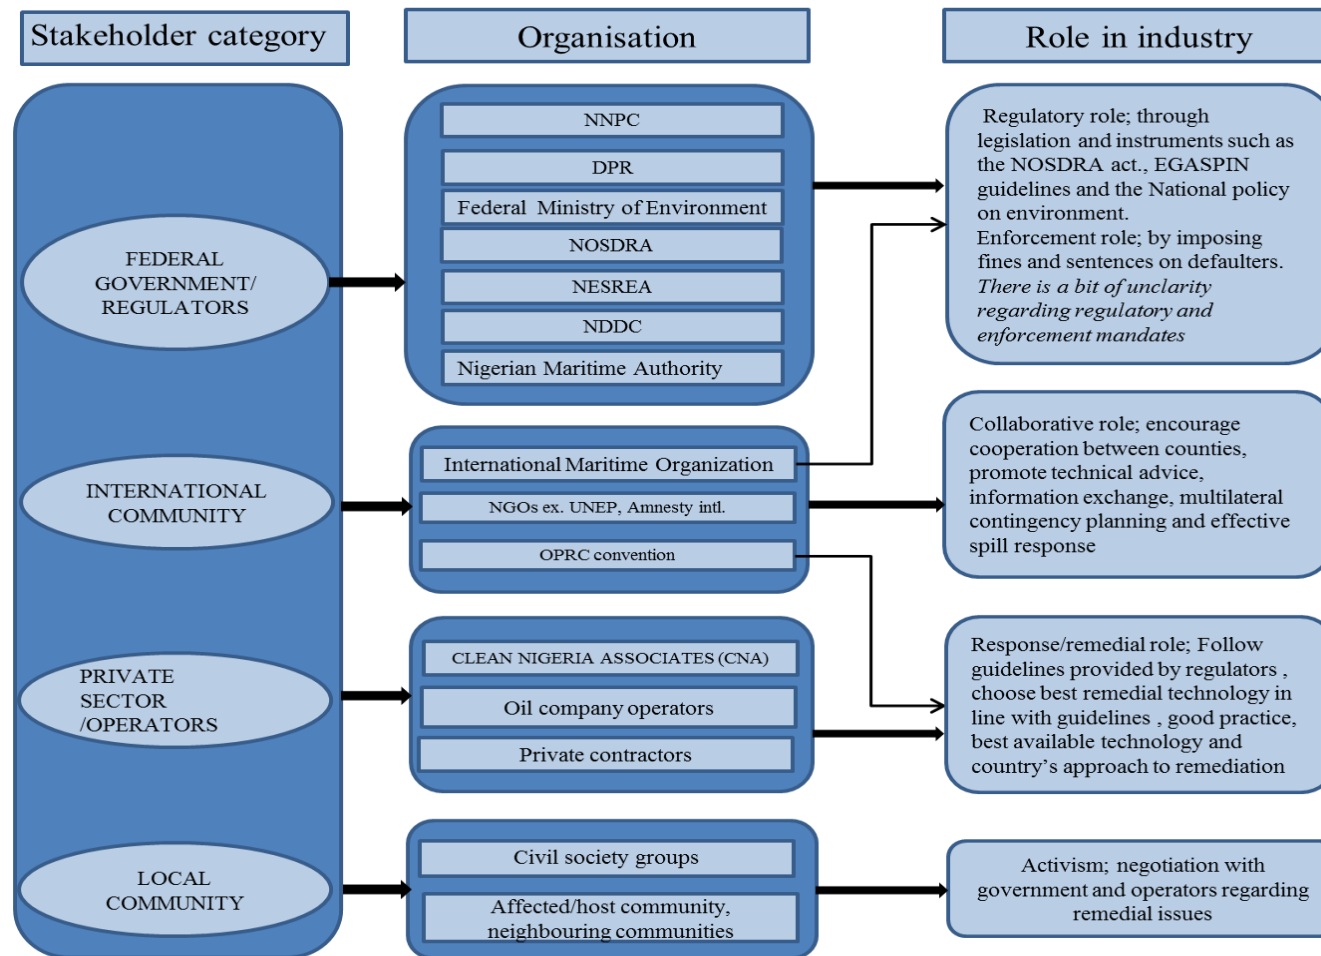 Stakeholder category
Organisation
Role in industry
FEDERAL
GOVERNMENT/
REGULATORS
NNPC
DPR
Federal Ministry of Environment
NOSDRA
NESREA
NDDC
Nigerian Maritime Authority
Regulatory role; through
legislation and instruments such as
the NOSDRA act., EGASPIN
guidelines and the National policy
on environment.
Enforcement role; by imposing
fines and sentences on defaulters.
There is a bit of unclarity
regarding regulatory and
enforcement mandates
INTERNATIONAL
COMMUNITY
International Maritime Organization
NGOs ex. UNEP, Amnesty intl.
OPRC convention
Collaborative role; encourage
cooperation between counties,
promote technical advice,
information exchange, multilateral
contingency planning and effective
spill response
PRIVATE
SECTOR
/OPERATORS
CLEAN NIGERIA ASSOCIATES (CNA)
Oil company operators
Private contractors
Response/remedial role; Follow
guidelines provided by regulators ,
choose best remedial technology in
line with guidelines , good practice,
best available technology and
country’s approach to remediation
LOCAL
COMMUNITY
Civil society groups
Affected/host community,
neighbouring communities
Activism; negotiation with
government and operators regarding
remedial issues